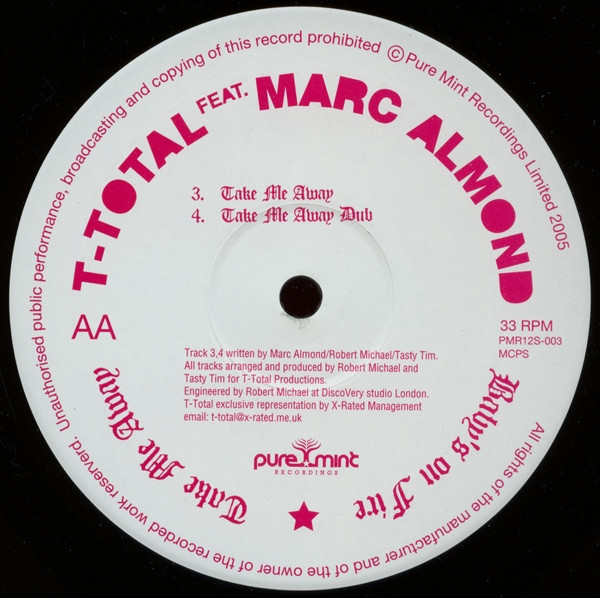 All rights of the manufacturer and of the owner of the recorded work reserverd. Unauthorised public performance, broadcasting and copying of this record prohibited © Pure Mint Recordings Limited 2005
T-TOTAL FEAT. MARC ALMOND
3. Take Me Away
4. Take Me Away Dub
AA
33 RPM
PMR12S-003
MCPS
Track 3,4 written by Marc Almond/Robert Michael/Tasty Tim.
All tracks arranged and produced by Robert Michael and
Tasty Tim for T-Total Productions.
Engineered by Robert Michael at DiscoVery studio London.
T-Total exclusive representation by X-Rated Management
email: t-total@x-rated.me.uk
pure mint
RECORDINGS
Baby's on Fire
Take Me Away